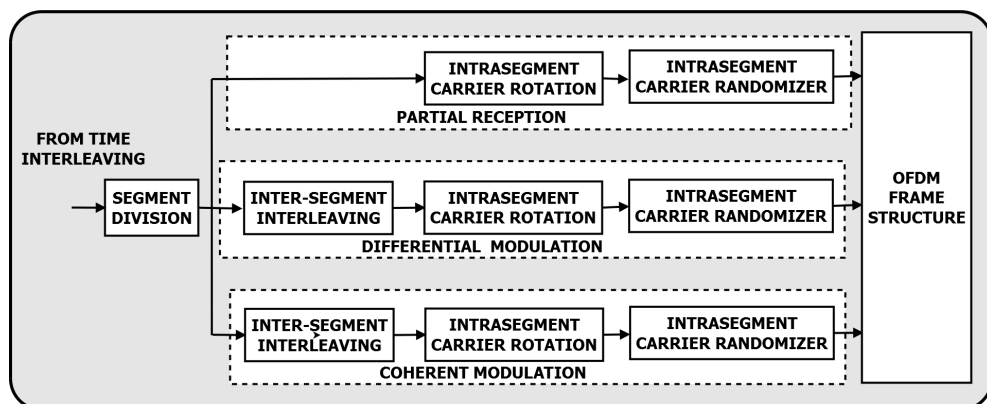 INTRASEGMENT
CARRIER ROTATION
INTRASEGMENT
CARRIER RANDOMIZER
PARTIAL RECEPTION
FROM TIME
INTERLEAVING
SEGMENT
DIVISION
INTER-SEGMENT
INTERLEAVING
INTRASEGMENT
CARRIER ROTATION
INTRASEGMENT
CARRIER RANDOMIZER
DIFFERENTIAL MODULATION
OFDM
FRAME
STRUCTURE
INTER-SEGMENT
INTERLEAVING
INTRASEGMENT
CARRIER ROTATION
INTRASEGMENT
CARRIER RANDOMIZER
COHERENT MODULATION